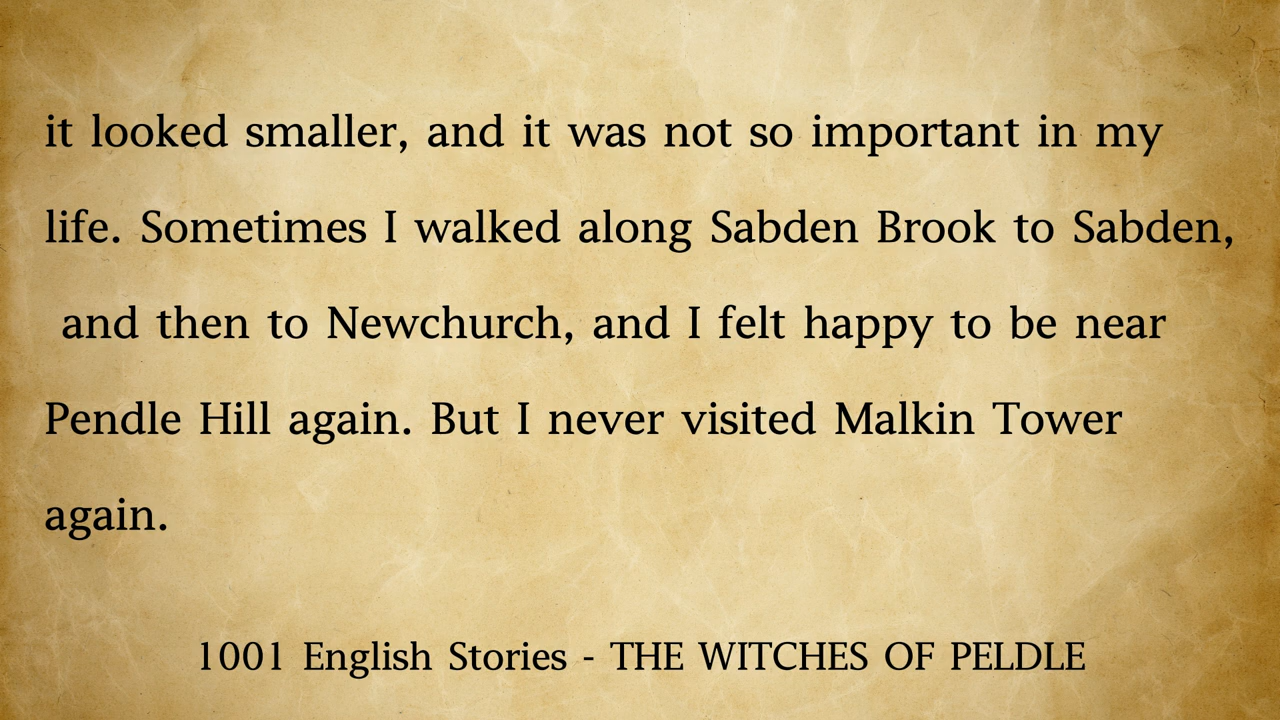 it looked smaller, and it was not so important in my
life. Sometimes I walked along Sabden Brook to Sabden,
and then to Newchurch, and I felt happy to be near
Pendle Hill again. But I never visited Malkin Tower
again.
1001 English Stories - THE WITCHES OF PELDLE